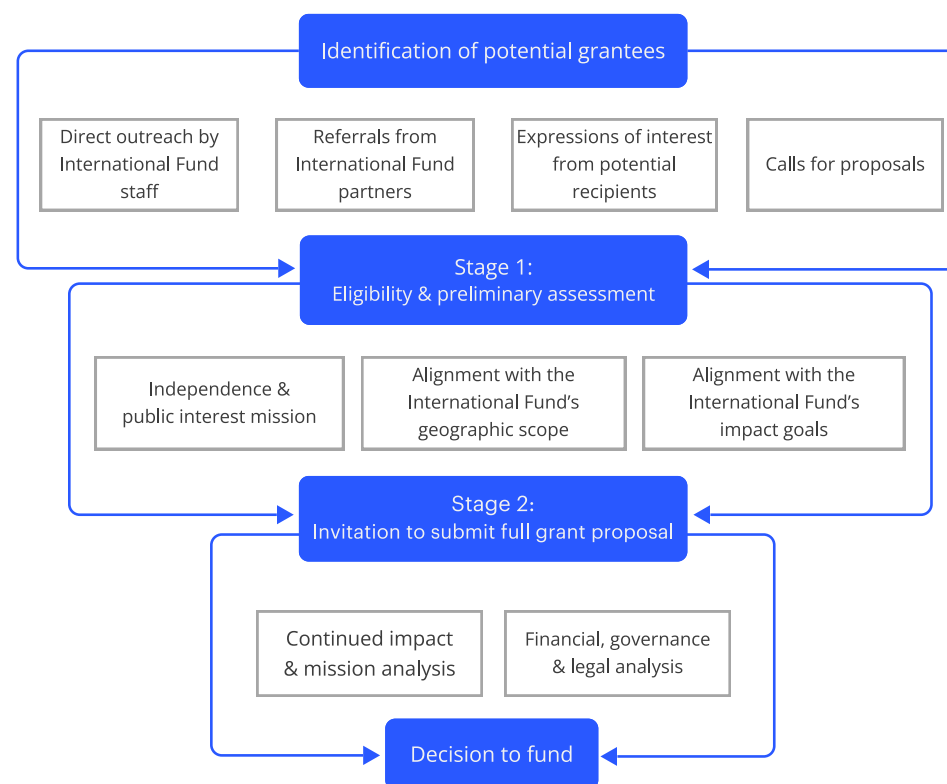 Identification of potential grantees
Direct outreach by
International Fund
staff
Referrals from
International Fund
partners
Expressions of interest
from potential
recipients
Calls for proposals
Stage 1:
Eligibility & preliminary assessment
Independence &
public interest mission
Alignment with the
International Fund’s
geographic scope
Alignment with the
International Fund’s
impact goals
Stage 2:
Invitation to submit full grant proposal
Continued impact
& mission analysis
Financial, governance
& legal analysis
Decision to fund